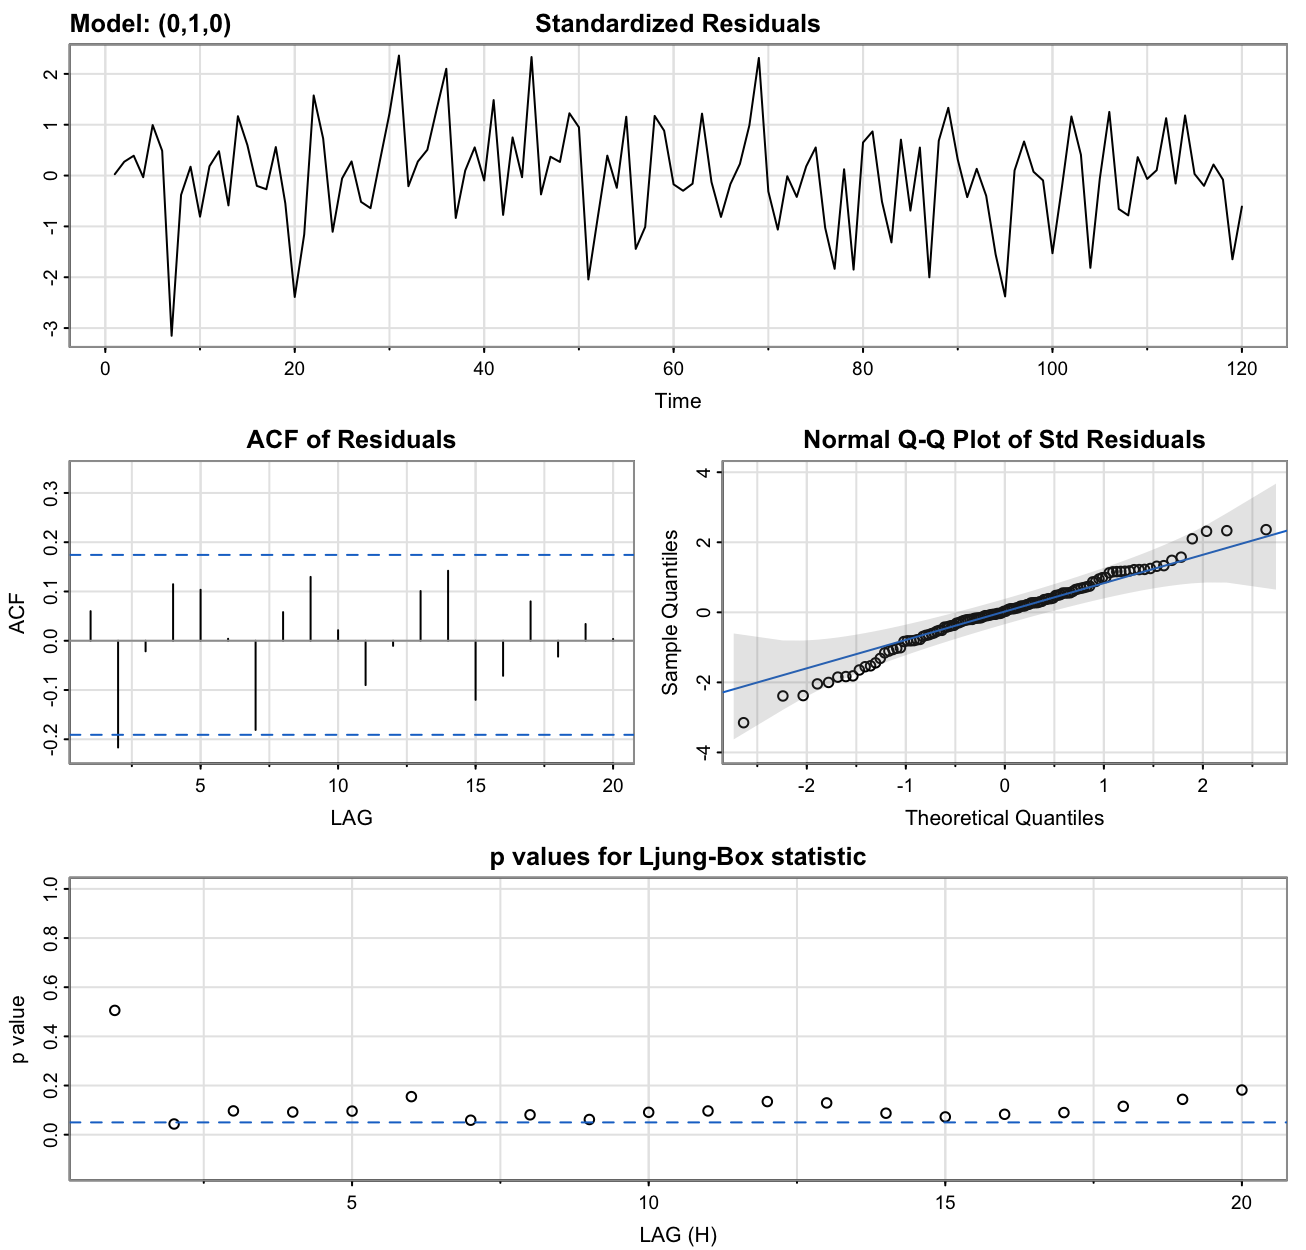 Model: (0,1,0) Standardized Residuals
2
1
0
-1
-2
-3
0 20 40 60 80 100 120
Time
ACF of Residuals
ACF
0.3
0.2
0.1
0.0
-0.1
-0.2
5 10 15 20
LAG
Normal Q-Q Plot of Std Residuals
Sample Quantiles
4
2
0
-2
-4
-2 -1 0 1 2
Theoretical Quantiles
p values for Ljung-Box statistic
p value
1.0
0.8
0.6
0.4
0.2
0.0
5 10 15 20
LAG (H)